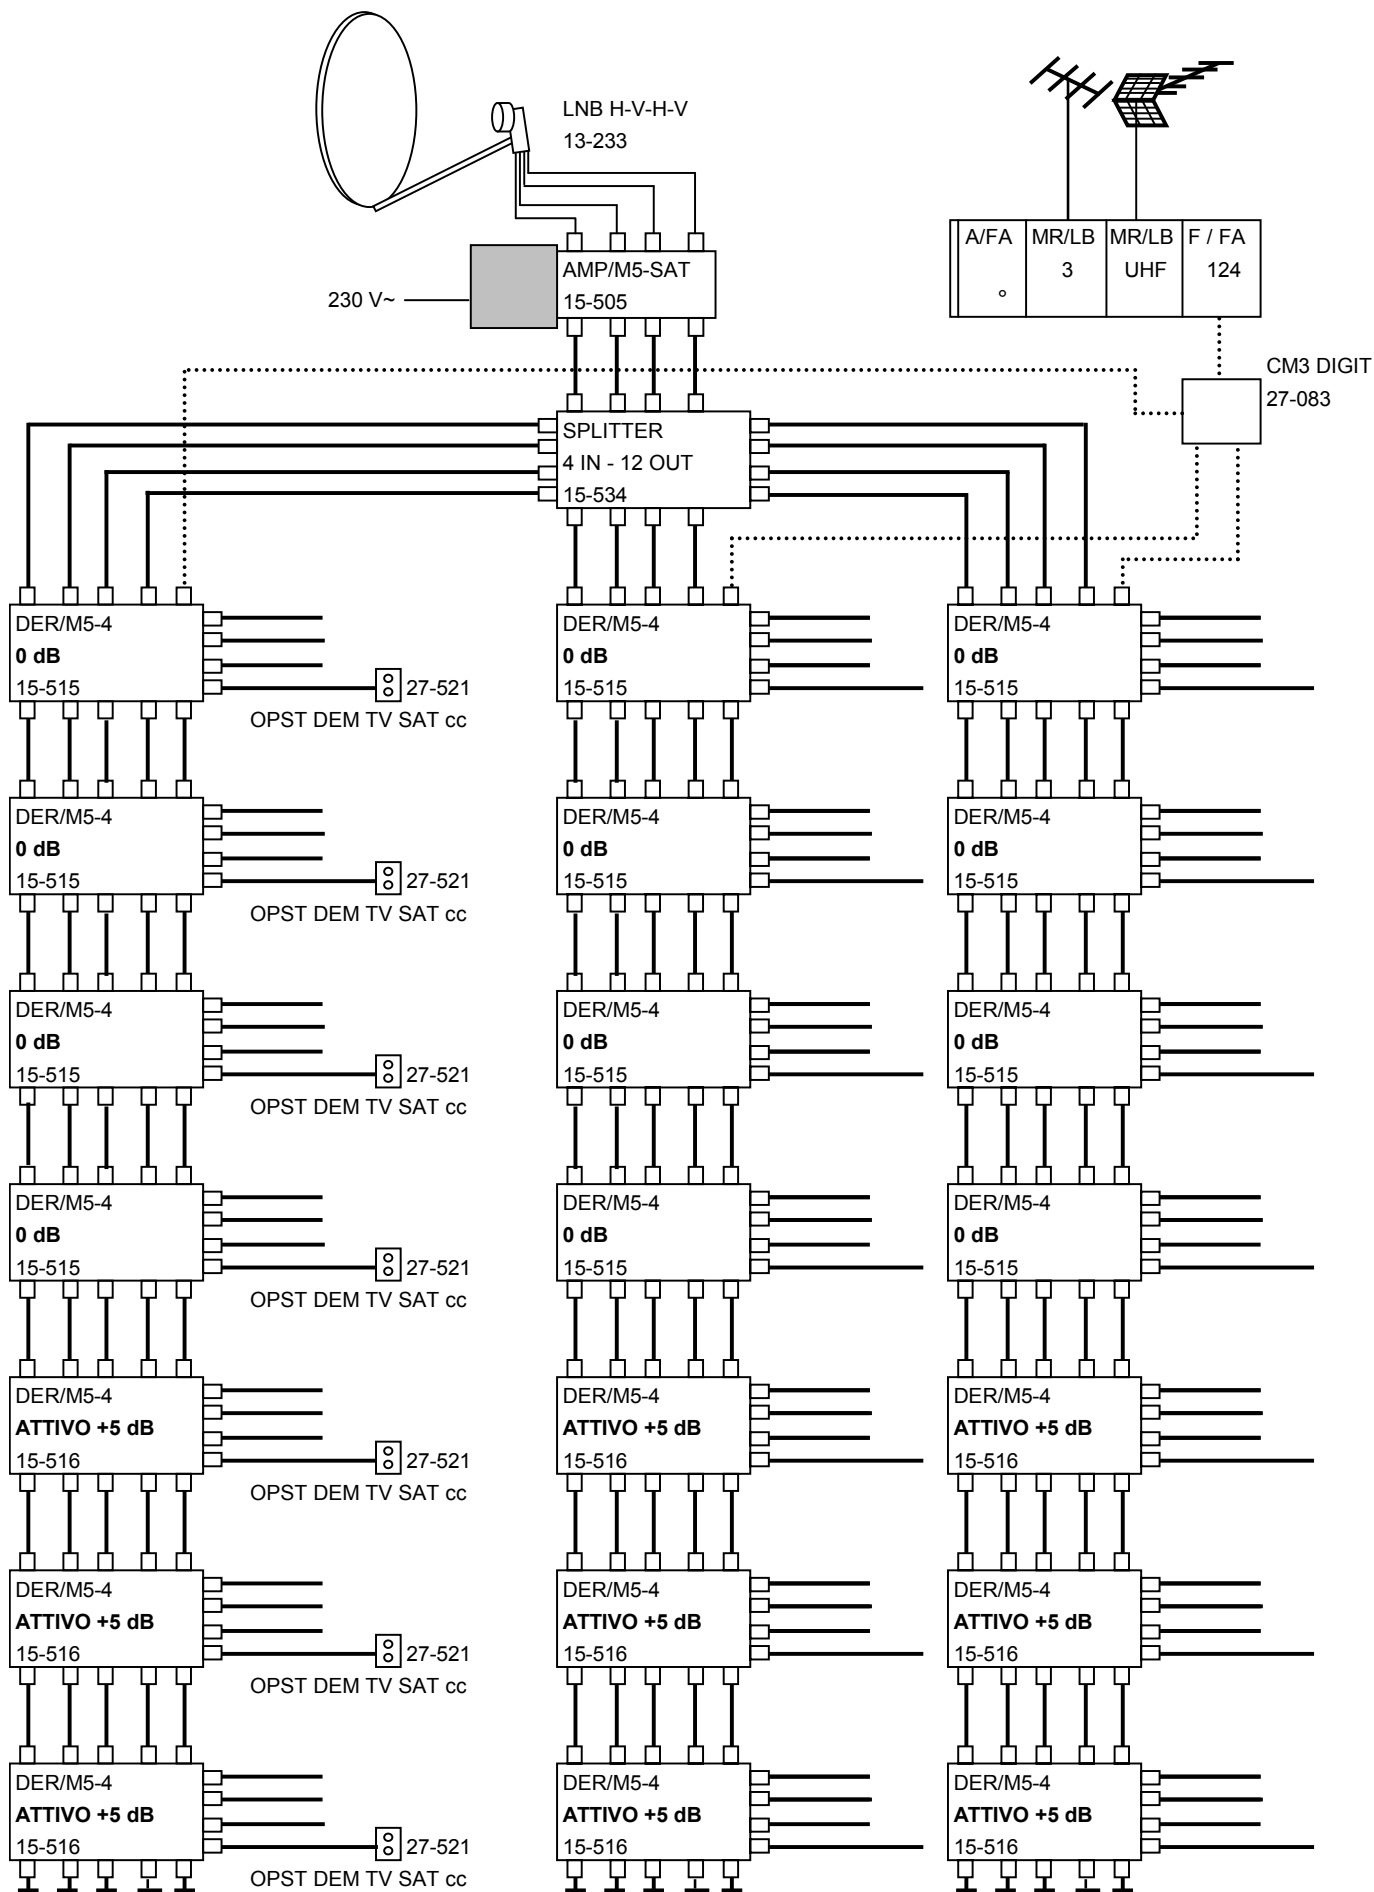 LNB H-V-H-V
13-233
A/FA
°
MR/LB
3
MR/LB
UHF
F / FA
124
AMP/M5-SAT
15-505
230 V~
CM3 DIGIT
27-083
SPLITTER
4 IN - 12 OUT
15-534
DER/M5-4
0 dB
15-515
27-521
OPST DEM TV SAT cc
DER/M5-4
0 dB
15-515
DER/M5-4
0 dB
15-515
DER/M5-4
0 dB
15-515
27-521
OPST DEM TV SAT cc
DER/M5-4
0 dB
15-515
DER/M5-4
0 dB
15-515
DER/M5-4
0 dB
15-515
27-521
OPST DEM TV SAT cc
DER/M5-4
0 dB
15-515
DER/M5-4
0 dB
15-515
DER/M5-4
0 dB
15-515
27-521
OPST DEM TV SAT cc
DER/M5-4
0 dB
15-515
DER/M5-4
0 dB
15-515
DER/M5-4
ATTIVO +5 dB
15-516
27-521
OPST DEM TV SAT cc
DER/M5-4
ATTIVO +5 dB
15-516
DER/M5-4
ATTIVO +5 dB
15-516
DER/M5-4
ATTIVO +5 dB
15-516
27-521
OPST DEM TV SAT cc
DER/M5-4
ATTIVO +5 dB
15-516
DER/M5-4
ATTIVO +5 dB
15-516
DER/M5-4
ATTIVO +5 dB
15-516
27-521
OPST DEM TV SAT cc
DER/M5-4
ATTIVO +5 dB
15-516
DER/M5-4
ATTIVO +5 dB
15-516